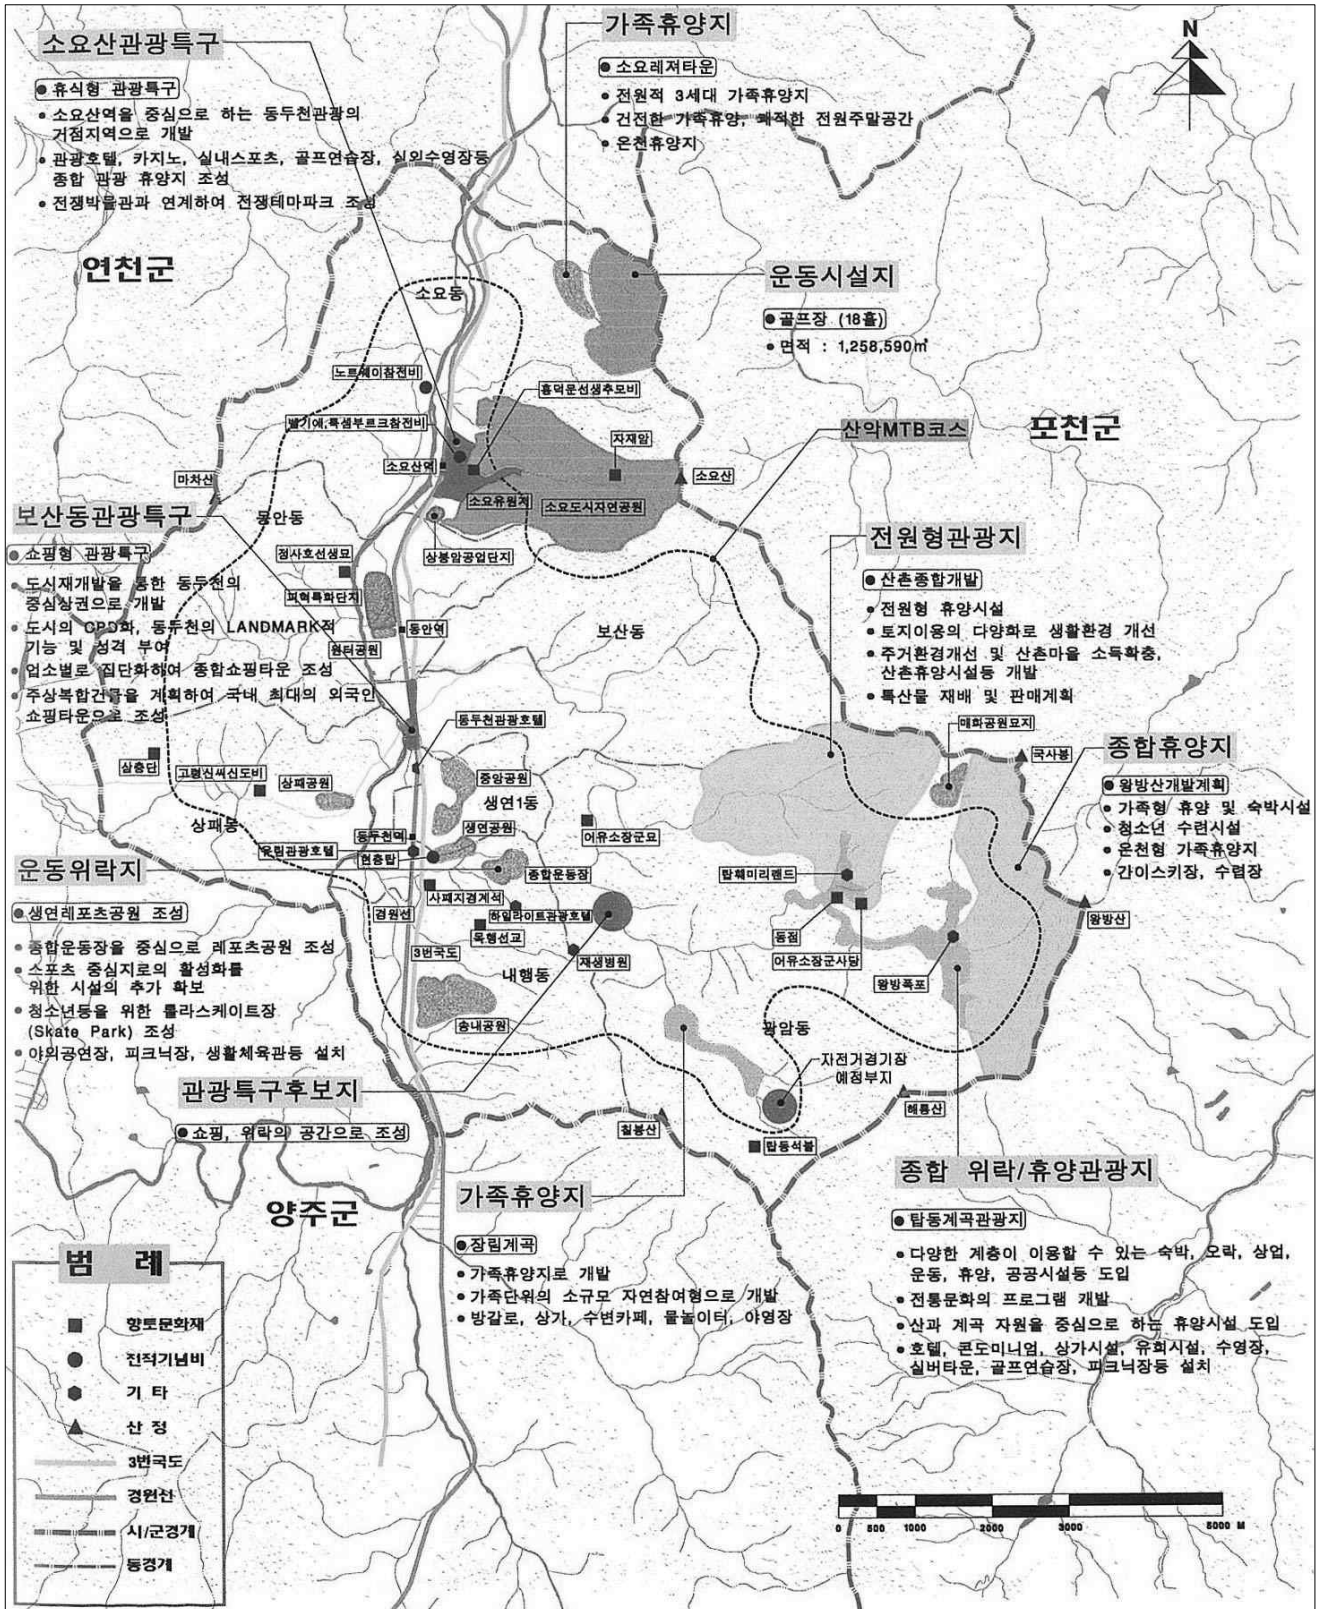 소요산관광특구
휴식형 관광특구
• 소요산역을 중심으로 하는 동두천관광의
거점지역으로 개발
• 관광호텔, 카지노, 실내스포츠, 골프연습장, 실외수영장등
종합 관광 휴양지 조성
• 전쟁박물관과 연계하여 전쟁테마파크 조성
가족휴양지
소요레져타운
• 전원적 3세대 가족휴양지
• 건전한 가족휴양, 쾌적한 전원주말공간
• 온천휴양지
N
연천군
소요동
운동시설지
골프장 (18홀)
• 면적 : 1,258,590㎡
노르웨이참전비
홍덕문선생추모비
벨기에,룩셈부르크참전비
산악MTB코스
포천군
자재암
소요산역
소요산
마차산
소요유원지
소요도시자연공원
보산동관광특구
동안동
전원형관광지
쇼핑형 관광특구
정사호선생묘
상봉암공업단지
산촌종합개발
• 도시재개발을 통한 동두천의
중심상권으로 개발
• 도시의 CBD화, 동두천의 LANDMARK적
기능 및 성격 부여
• 업소별로 집단화하여 종합쇼핑타운 조성
• 주상복합건물을 계획하여 국내 최대의 외국인
쇼핑타운으로 조성
피혁특화단지
동안역
원터공원
보산동
• 전원형 휴양시설
• 토지이용의 다양화로 생활환경 개선
• 주거환경개선 및 산촌마을 소득확충,
산촌휴양시설등 개발
• 특산물 재배 및 판매계획
동두천관광호텔
매화공원묘지
국사봉
종합휴양지
삼충단
고령신씨신도비
상패공원
중앙공원
생연1동
왕방산개발계획
• 가족형 휴양 및 숙박시설
• 청소년 수련시설
• 온천형 가족휴양지
• 간이스키장, 수렵장
상패동
동두천역
생연공원
어유소장군묘
유림관광호텔
현충탑
운동위락지
종합운동장
탑훼미리랜드
사패지경계석
경원선
하일라이트관광호텔
왕방산
생연레포츠공원 조성
목행선교
동점
어유소장군사당
• 종합운동장을 중심으로 레포츠공원 조성
• 스포츠 중심지로의 활성화를
위한 시설의 추가 확보
• 청소년등을 위한 롤라스케이트장
(Skate Park) 조성
• 야외공연장, 피크닉장, 생활체육관등 설치
3번국도
재생병원
왕방폭포
내행동
송내공원
광암동
관광특구후보지
자전거경기장
예정부지
쇼핑, 위락의 공간으로 조성
칠봉산
해룡산
탑동석불
양주군
가족휴양지
종합 위락/휴양관광지
장림계곡
• 가족휴양지로 개발
• 가족단위의 소규모 자연참여형으로 개발
• 방갈로, 상가, 수변카페, 물놀이터, 야영장
탑동계곡관광지
• 다양한 계층이 이용할 수 있는 숙박, 오락, 상업,
운동, 휴양, 공공시설등 도입
• 전통문화의 프로그램 개발
• 산과 계곡 자원을 중심으로 하는 휴양시설 도입
• 호텔, 콘도미니엄, 상가시설, 유희시설, 수영장,
실버타운, 골프연습장, 피크닉장등 설치
범 례
향토문화재
전적기념비
기 타
산 정
3번국도
경원선
시/군경계
동경계
0 500 1000 2000 3000 5000 M